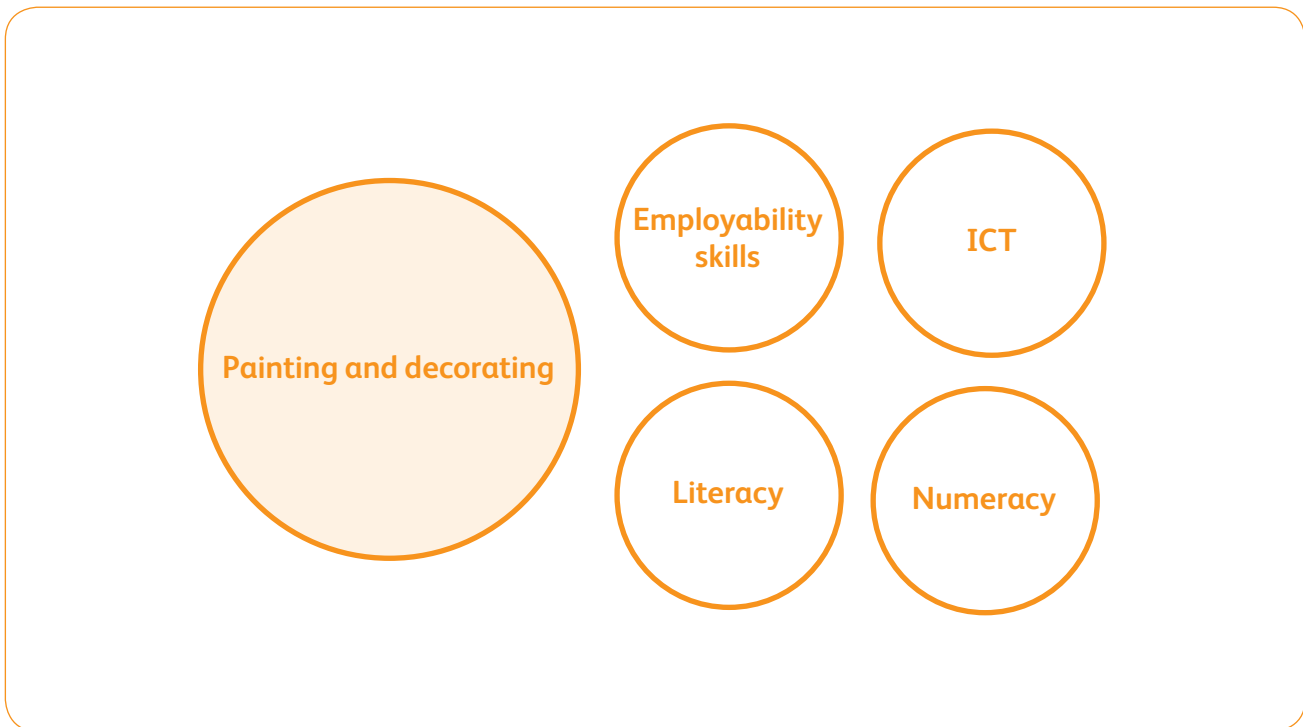 Painting and decorating
Employability
skills
ICT
Literacy
Numeracy